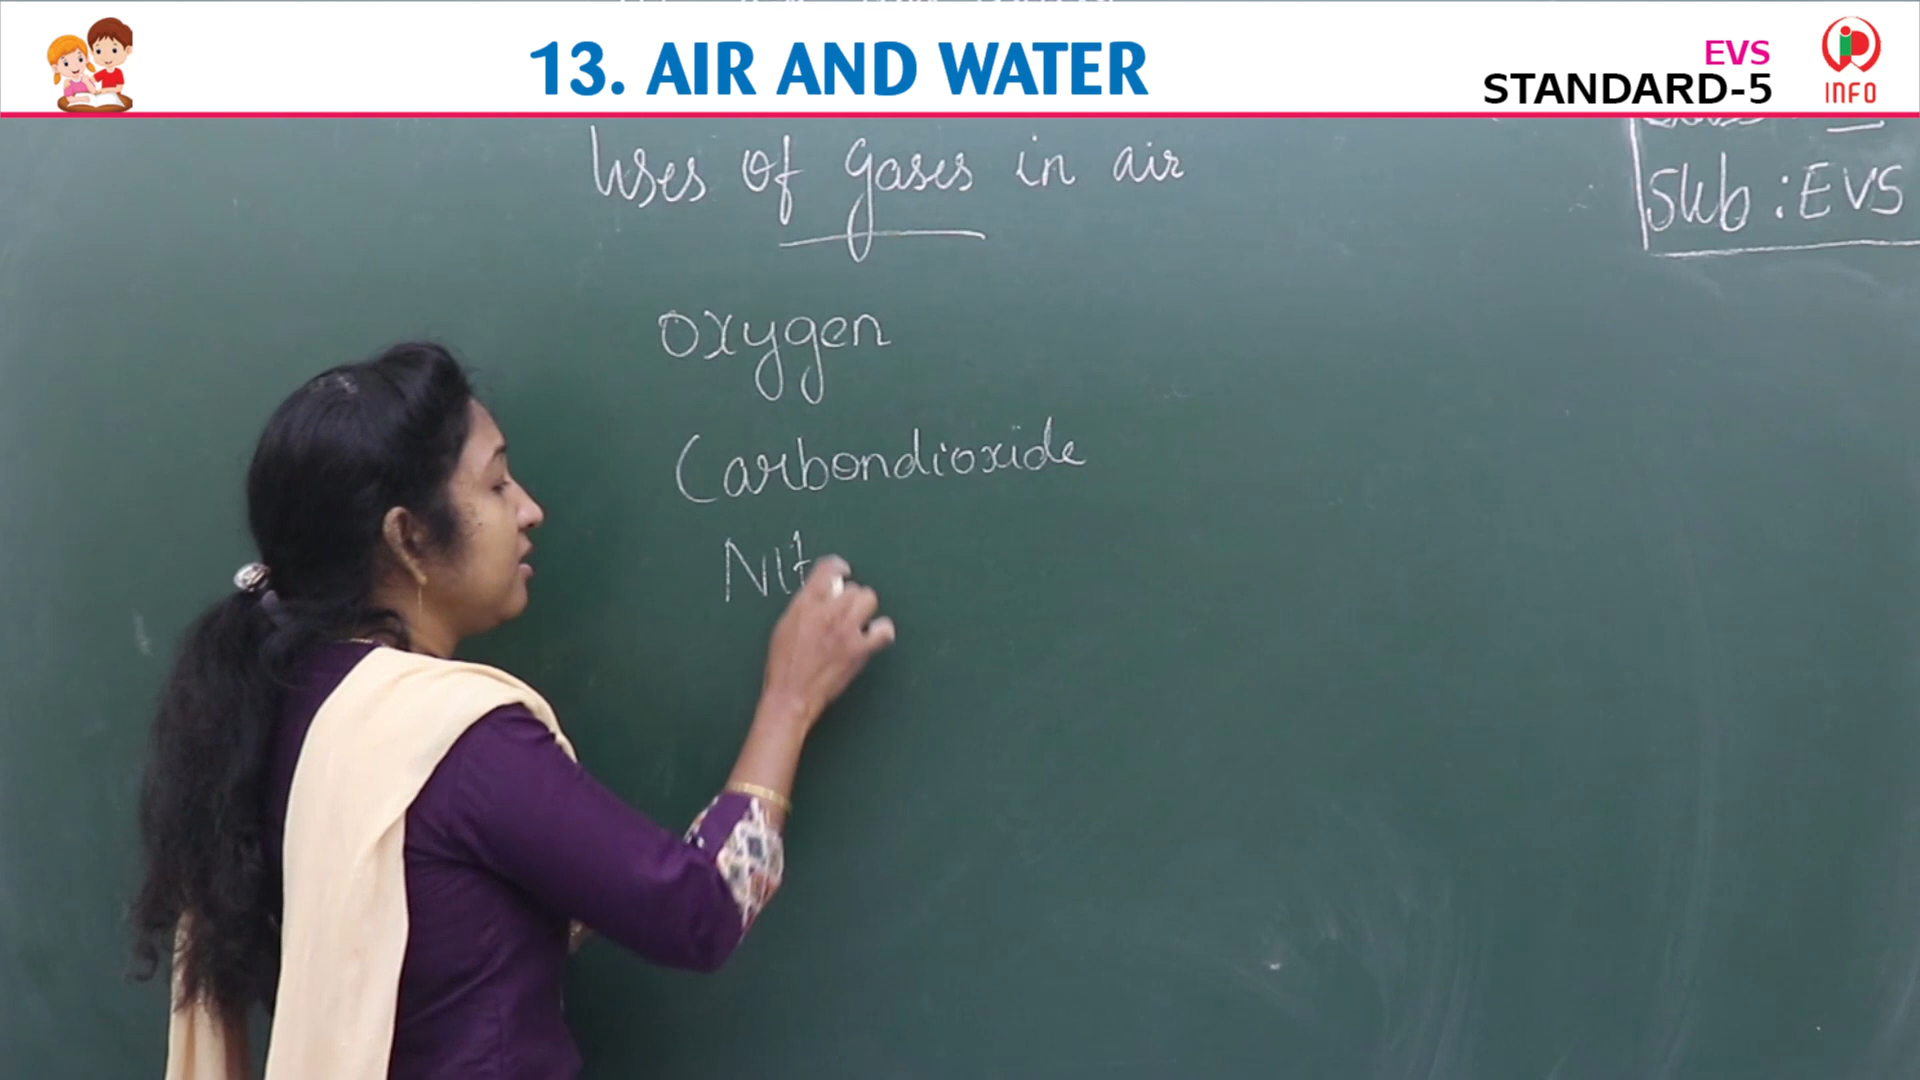 13. AIR AND WATER
EVS
STANDARD-5
INFO
Uses of gases in air
Sub : EVS
Oxygen
Carbondioxide
Nit